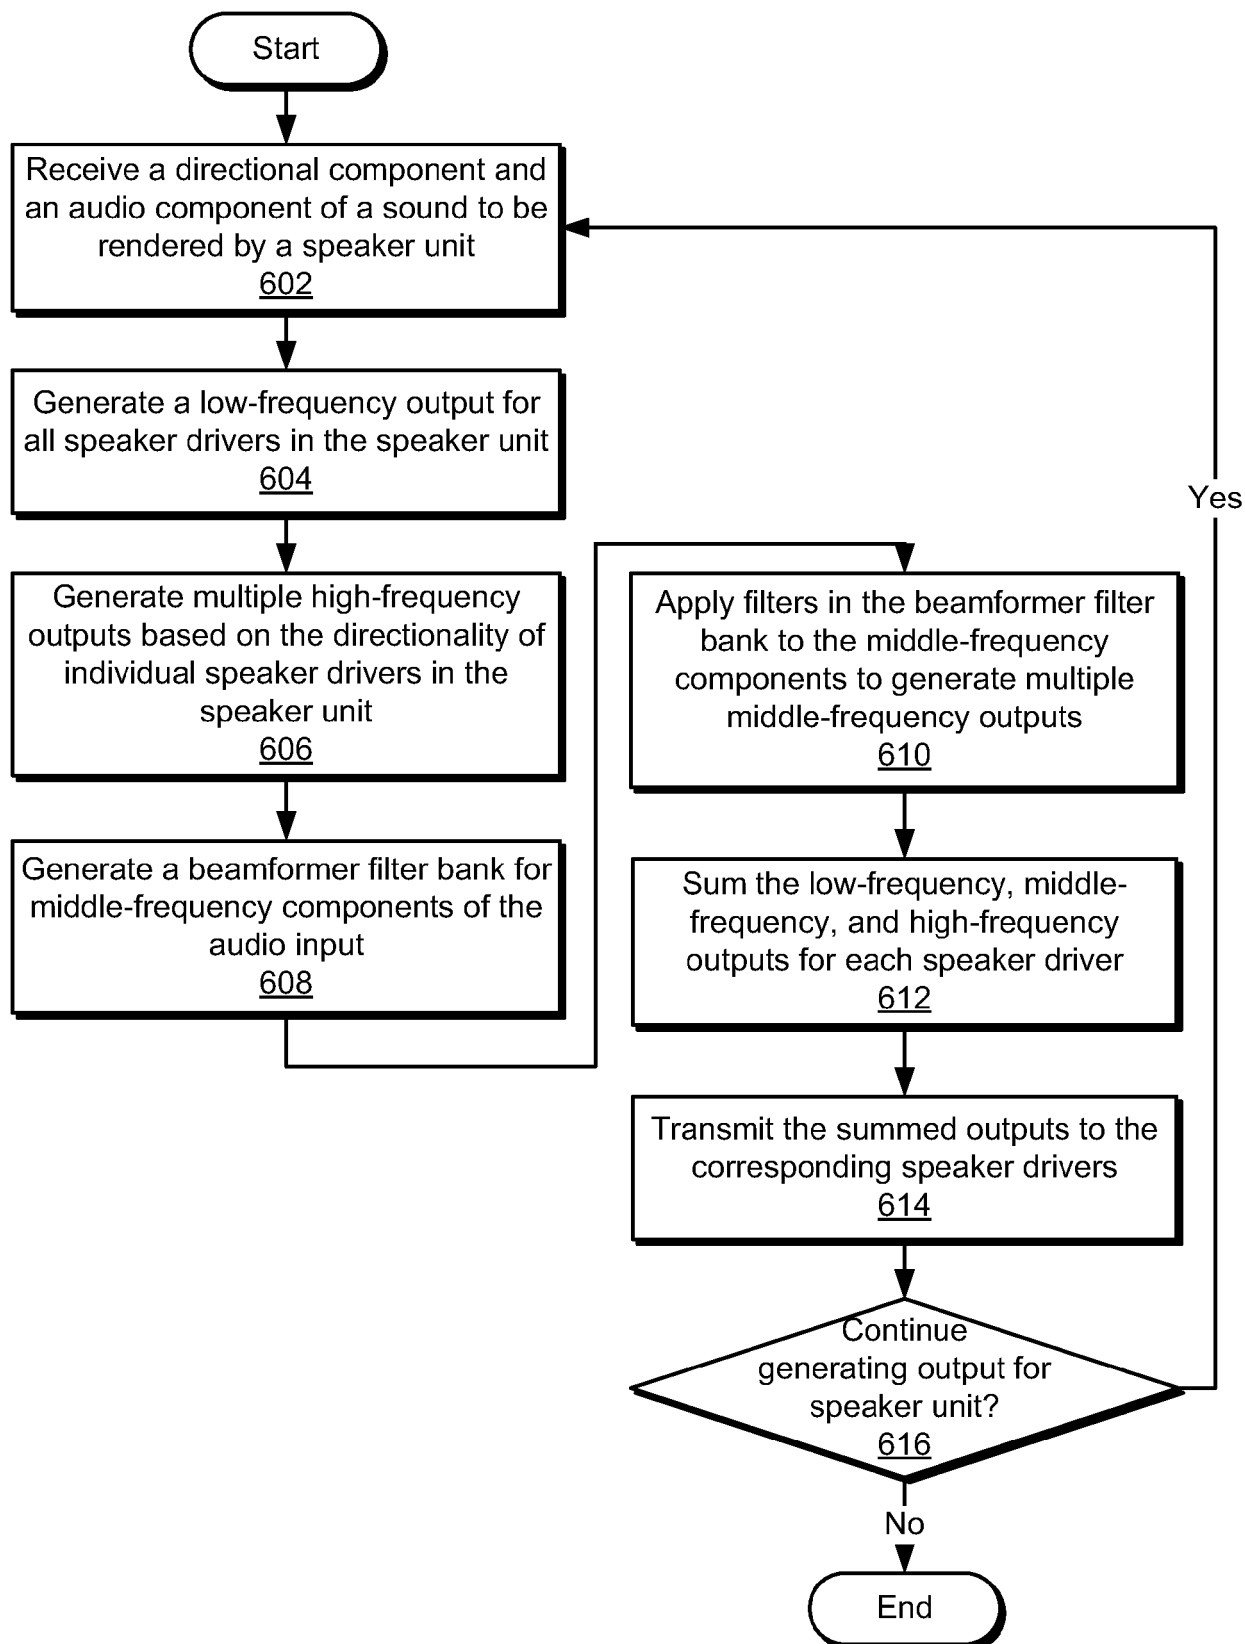 Start
Receive a directional component and
an audio component of a sound to be
rendered by a speaker unit
602
Generate a low-frequency output for
all speaker drivers in the speaker unit
604
Generate multiple high-frequency
outputs based on the directionality of
individual speaker drivers in the
speaker unit
606
Generate a beamformer filter bank for
middle-frequency components of the
audio input
608
Apply filters in the beamformer filter
bank to the middle-frequency
components to generate multiple
middle-frequency outputs
610
Sum the low-frequency, middle-
frequency, and high-frequency
outputs for each speaker driver
612
Transmit the summed outputs to the
corresponding speaker drivers
614
Continue
generating output for
speaker unit?
616
Yes
No
End